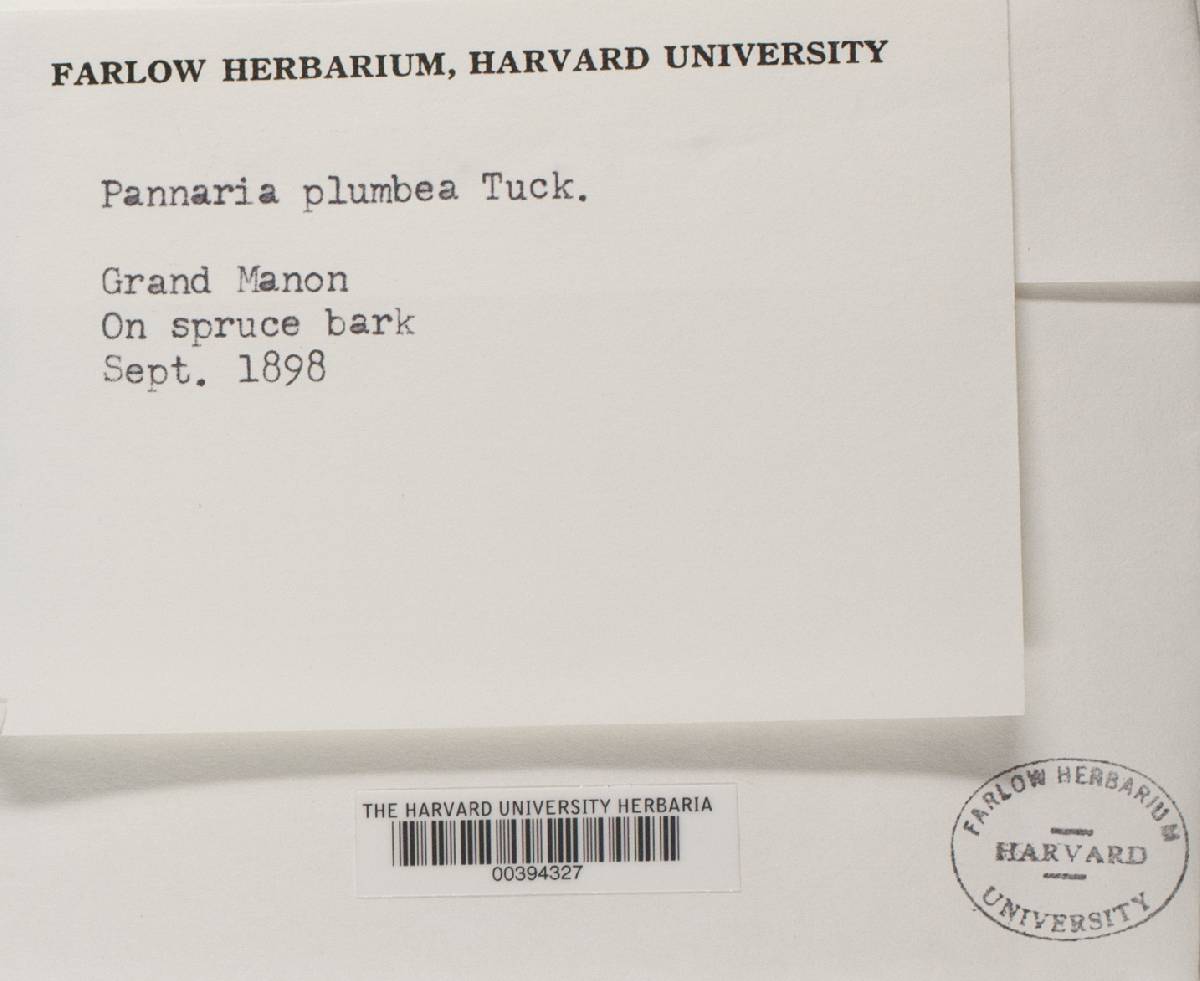 FARLOW HERBARIUM, HARVARD UNIVERSITY
Pannaria plumbea Tuck.
Grand Manon
On spruce bark
Sept. 1898
THE HARVARD UNIVERSITY HERBARIA
00394327
FARLOW HERBARIUM
HARVARD
UNIVERSITY